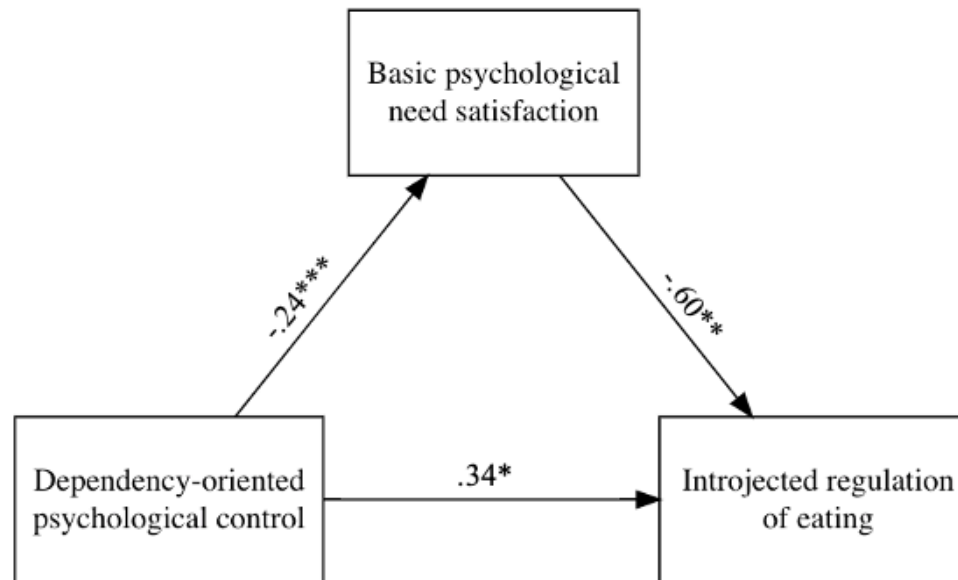 Basic psychological
need satisfaction
-.24***
-.60**
Dependency-oriented
psychological control
.34*
Introjected regulation
of eating